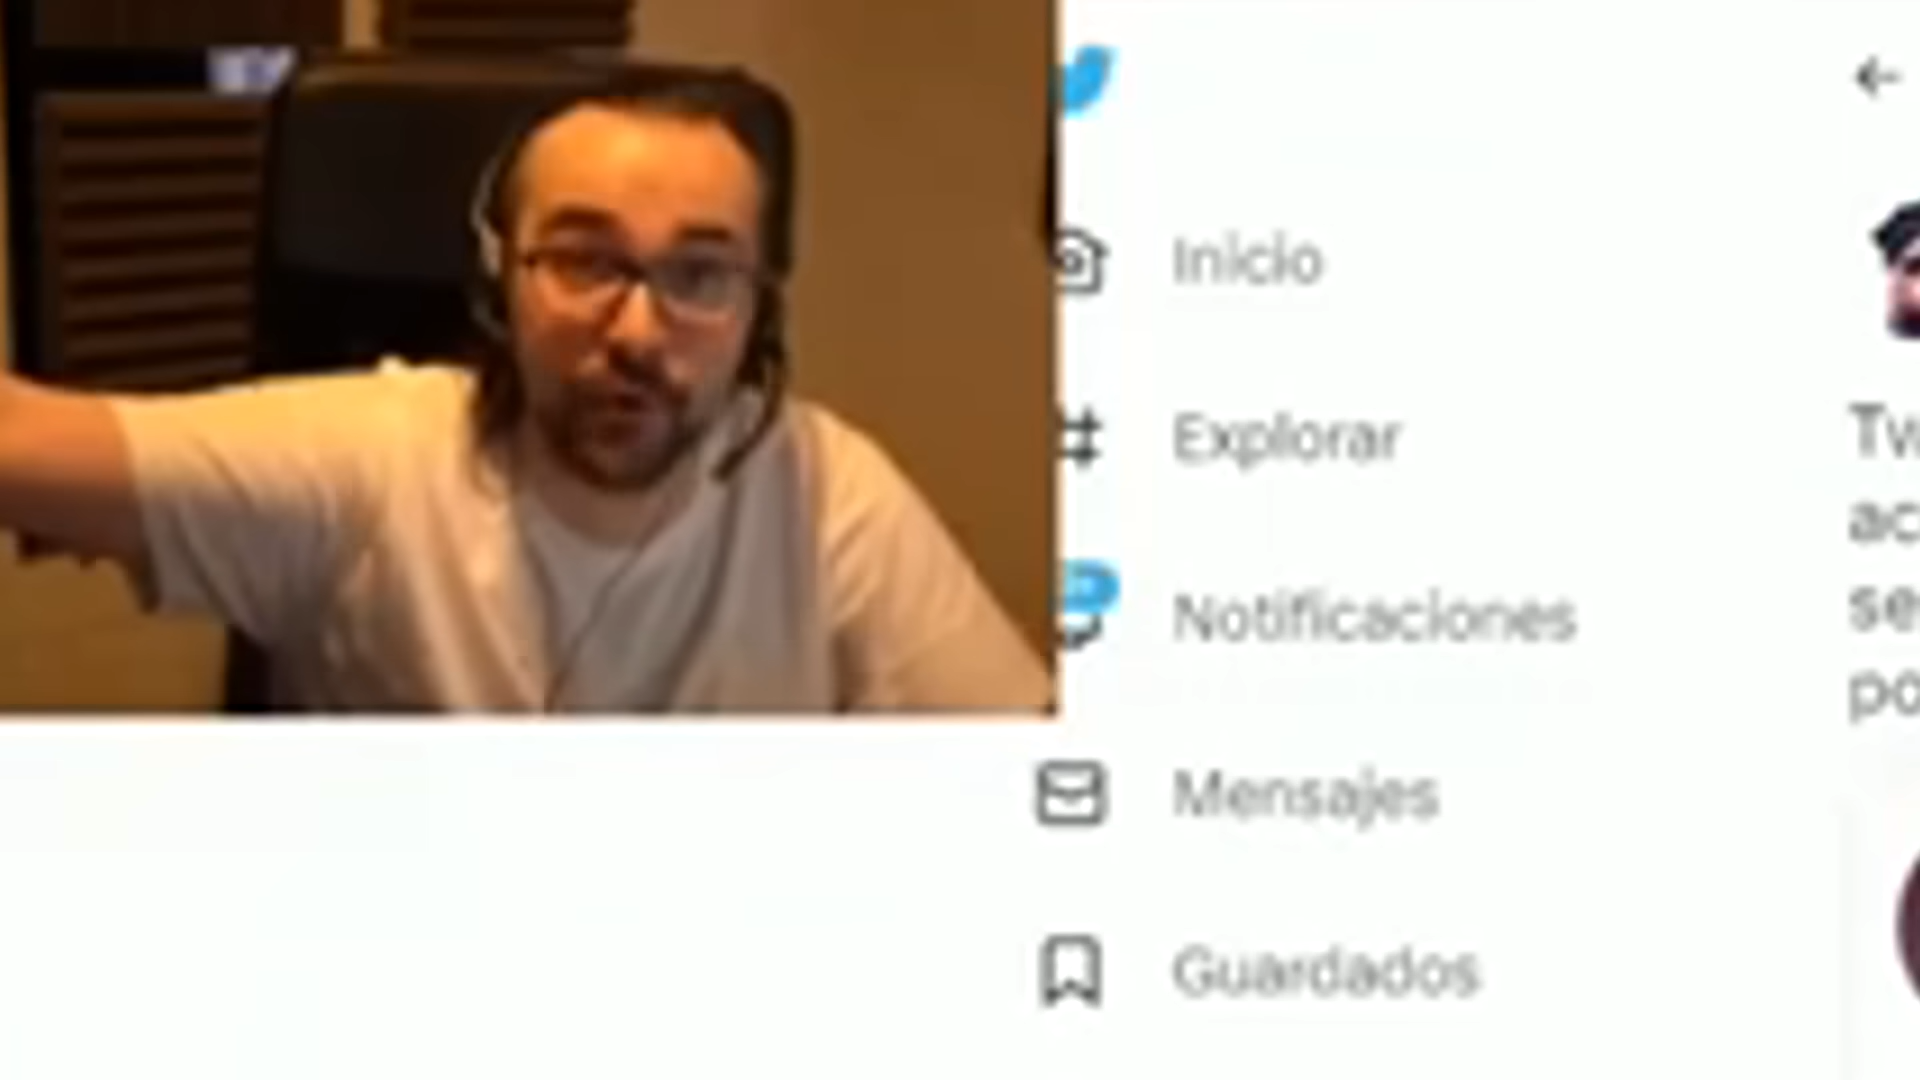 Inicio
Explorar
Notificaciones
Mensajes
Guardados